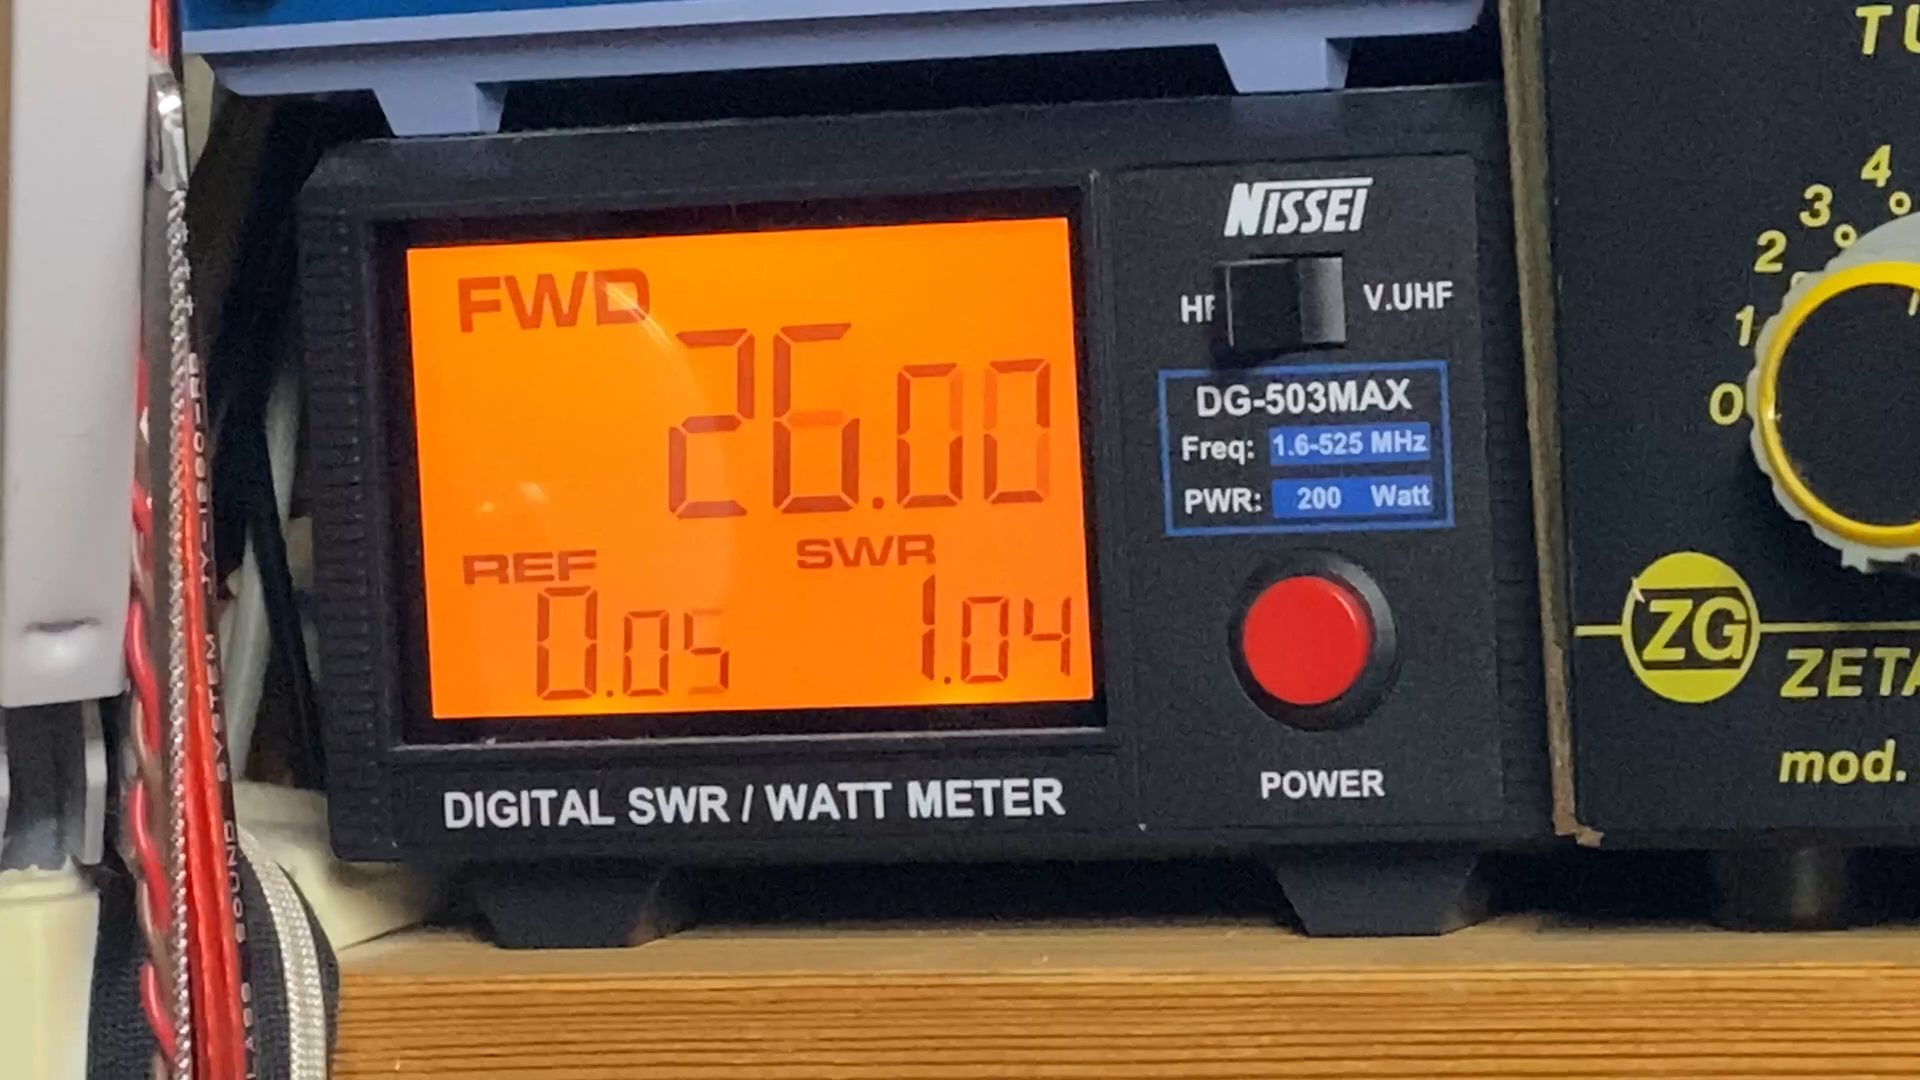 FWD
26.00
REF
SWR
0.05
1.04
DIGITAL SWR / WATT METER
NISSEI
HF
V.UHF
DG-503MAX
Freq: 1.6-525 MHz
PWR: 200 Watt
POWER
4
3
2
1
0
ZG
mod.